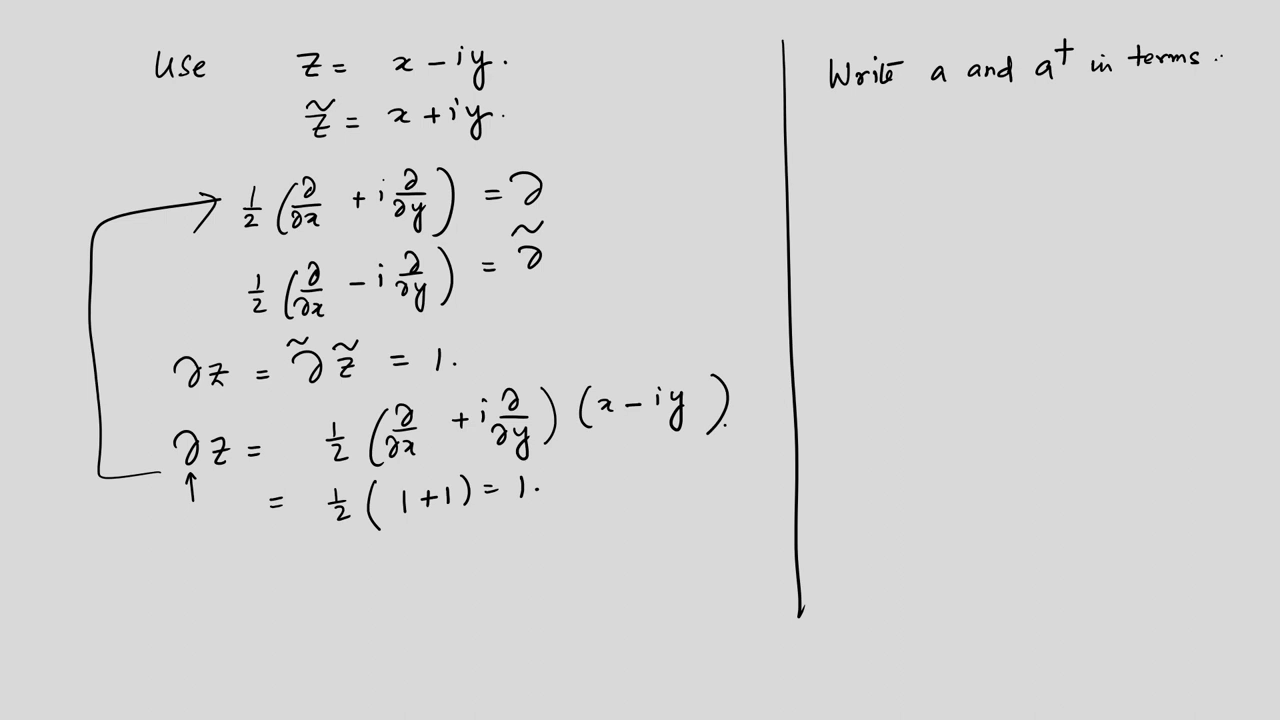 Use z = x - iy.
z̃ = x + iy.
1/2 (∂/∂x + i ∂/∂y) = ∂
1/2 (∂/∂x - i ∂/∂y) = ∂̃
∂z = ∂̃ z̃ = 1.
∂z = 1/2 (∂/∂x + i ∂/∂y) (x - iy)
= 1/2 (1+1) = 1.
Write a and a† in terms ..